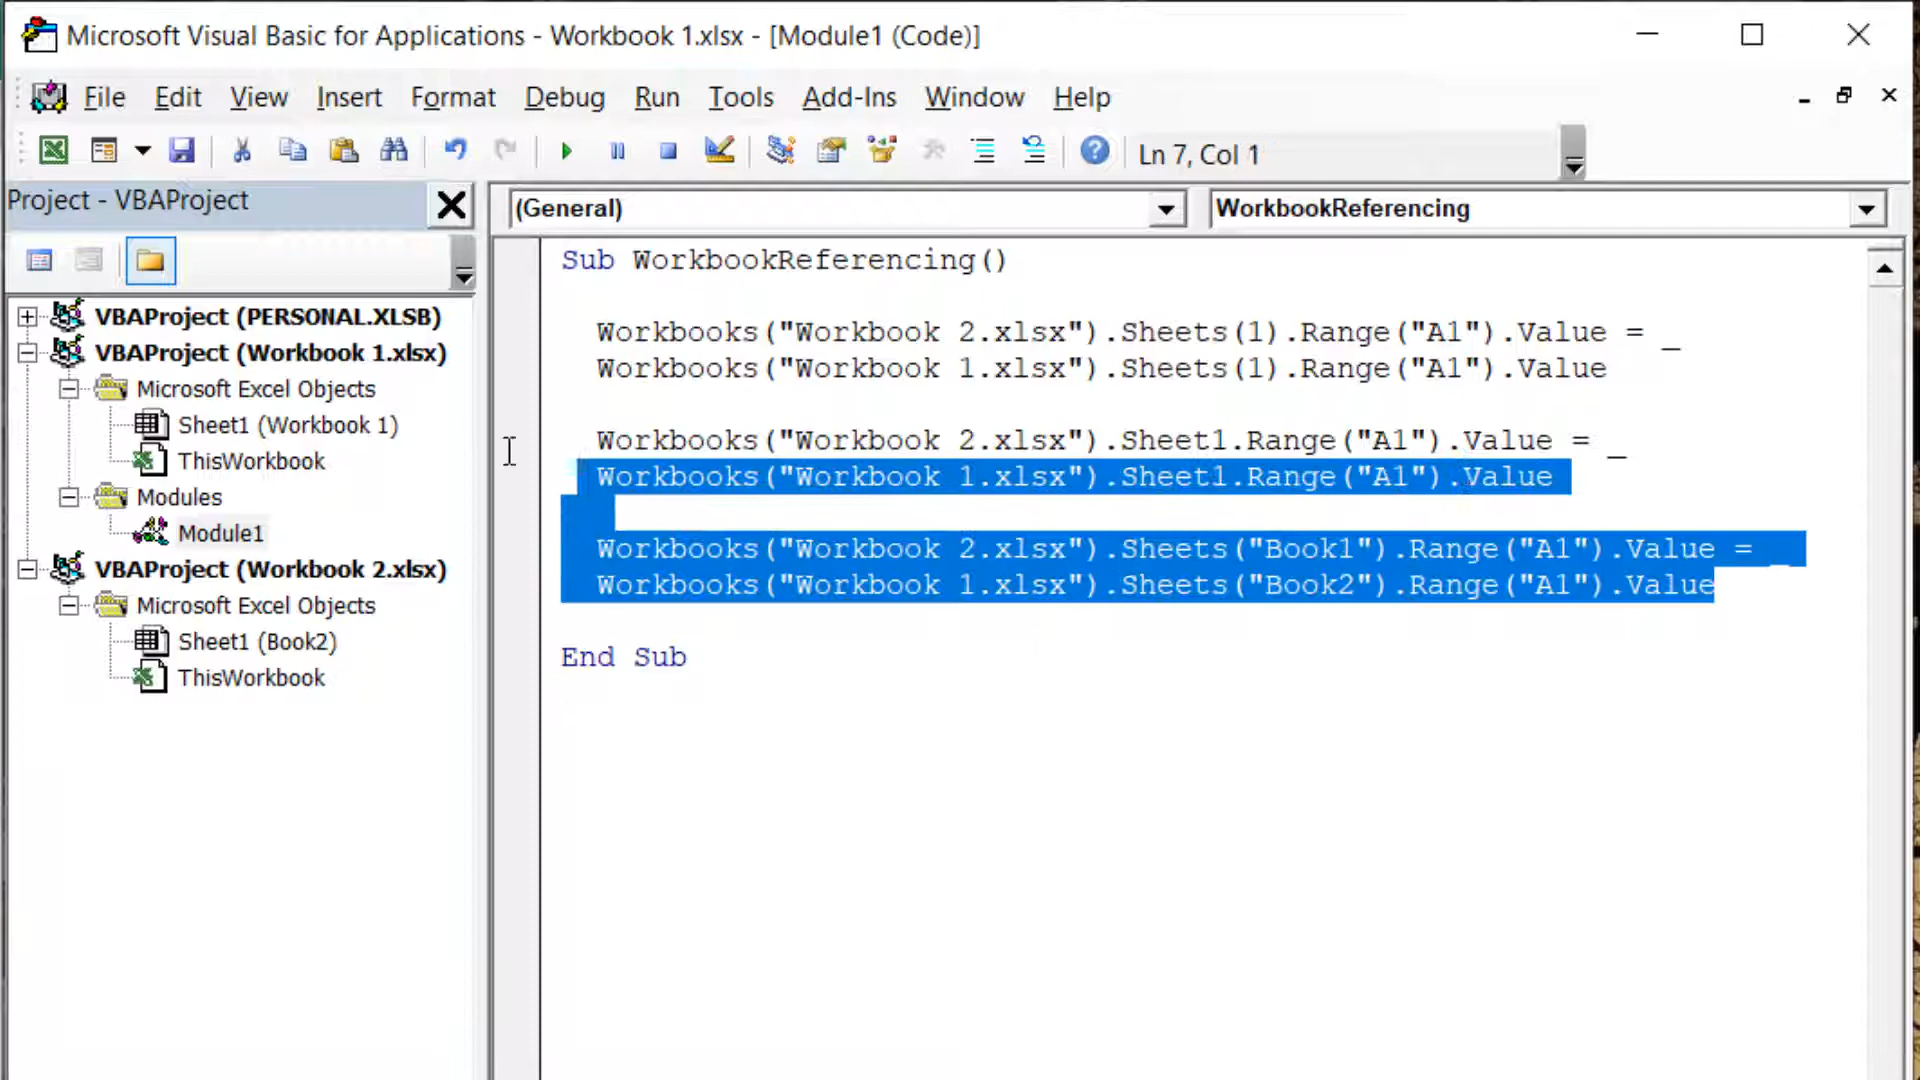 Microsoft Visual Basic for Applications - Workbook 1.xlsx - [Module1 (Code)]
File Edit View Insert Format Debug Run Tools Add-Ins Window Help
Ln 7, Col 1
Project - VBAProject
(General)
WorkbookReferencing
VBAProject (PERSONAL.XLSB)
VBAProject (Workbook 1.xlsx)
Microsoft Excel Objects
Sheet1 (Workbook 1)
ThisWorkbook
Modules
Module1
VBAProject (Workbook 2.xlsx)
Microsoft Excel Objects
Sheet1 (Book2)
ThisWorkbook
Sub WorkbookReferencing()
Workbooks("Workbook 2.xlsx").Sheets(1).Range("A1").Value = _
Workbooks("Workbook 1.xlsx").Sheets(1).Range("A1").Value
Workbooks("Workbook 2.xlsx").Sheet1.Range("A1").Value = _
Workbooks("Workbook 1.xlsx").Sheet1.Range("A1").Value
Workbooks("Workbook 2.xlsx").Sheets("Book1").Range("A1").Value = _
Workbooks("Workbook 1.xlsx").Sheets("Book2").Range("A1").Value
End Sub